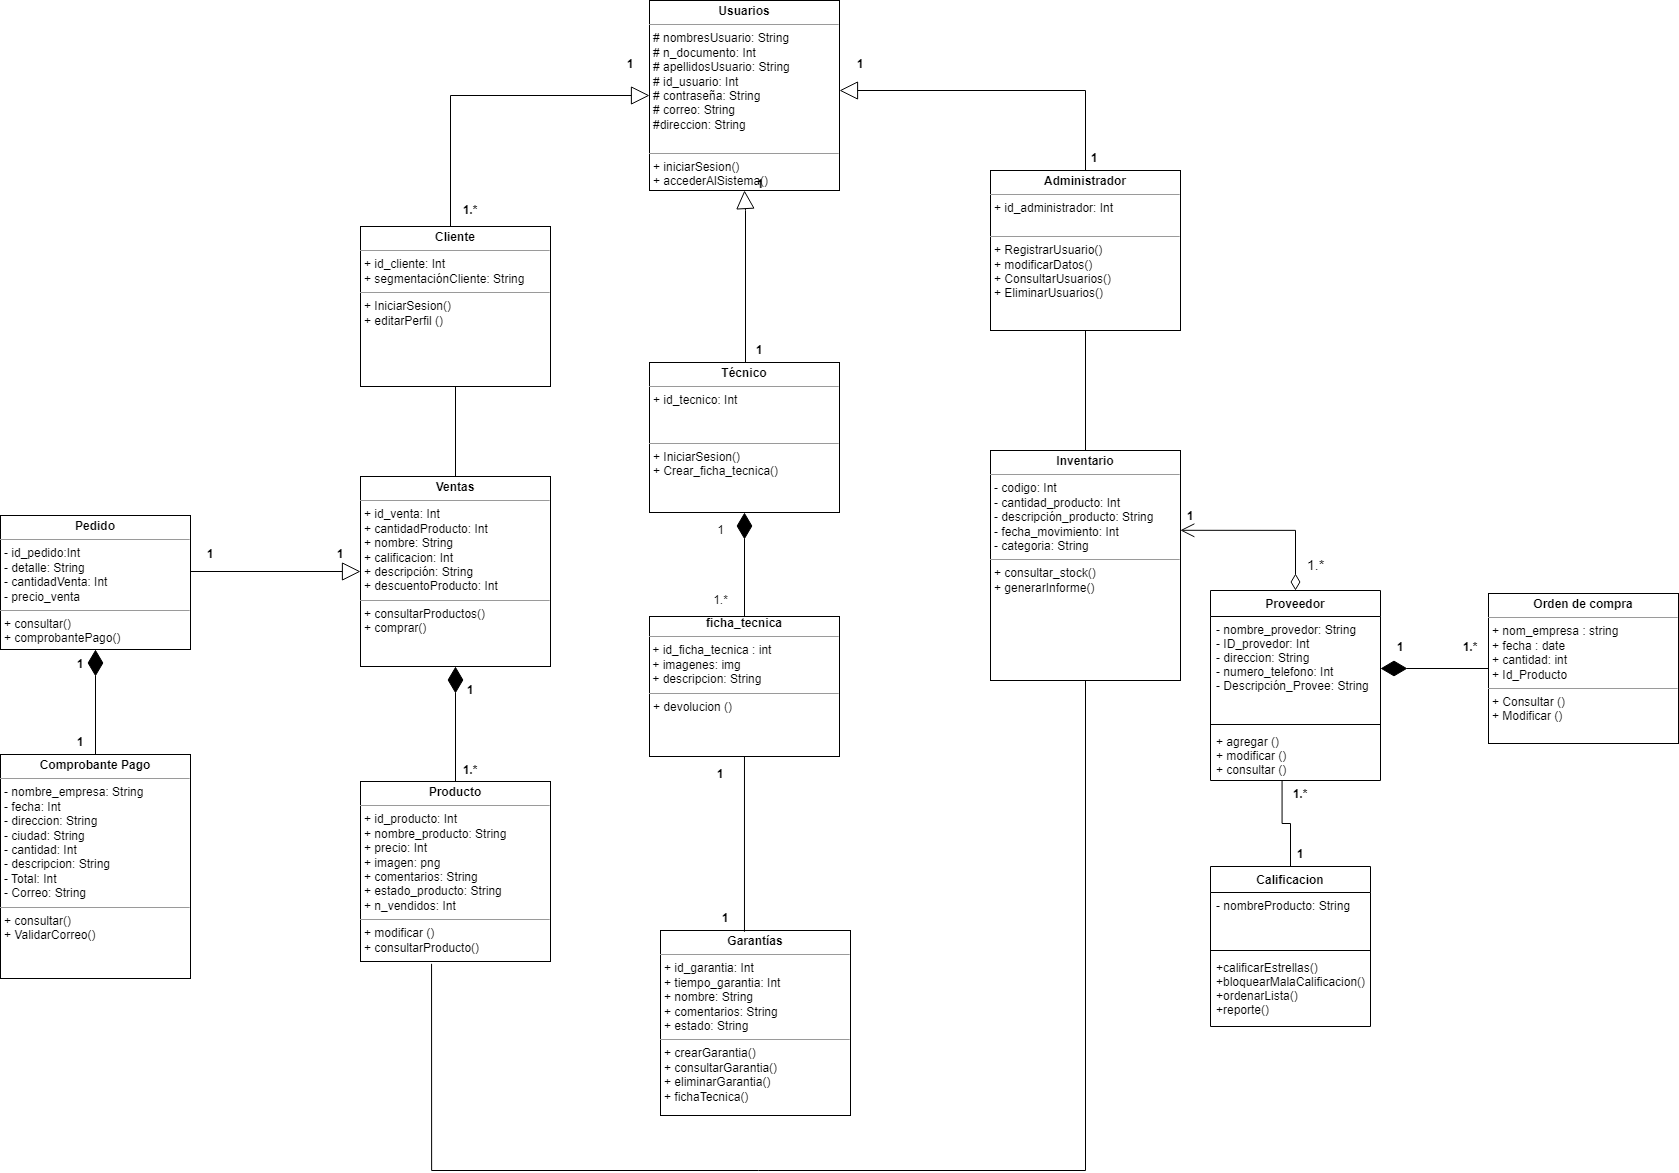 Usuarios
# nombresUsuario: String
# n_documento: Int
# apellidosUsuario: String
# id_usuario: Int
# contraseña: String
# correo: String
#direccion: String
+ iniciarSesion()
+ accederAlSistema()
1
1
1
1
1.*
1
Cliente
+ id_cliente: Int
+ segmentaciónCliente: String
+ IniciarSesion()
+ editarPerfil ()
Administrador
+ id_administrador: Int
+ RegistrarUsuario()
+ modificarDatos()
+ ConsultarUsuarios()
+ EliminarUsuarios()
Técnico
+ id_tecnico: Int
+ IniciarSesion()
+ Crear_ficha_tecnica()
1
1.*
Pedido
- id_pedido:Int
- detalle: String
- cantidadVenta: Int
- precio_venta
+ consultar()
+ comprobantePago()
1
1
1
1
Ventas
+ id_venta: Int
+ cantidadProducto: Int
+ nombre: String
+ calificacion: Int
+ descripción: String
+ descuentoProducto: Int
+ consultarProductos()
+ comprar()
1
1.*
Inventario
- codigo: Int
- cantidad_producto: Int
- descripción_producto: String
- fecha_movimiento: Int
- categoria: String
+ consultar_stock()
+ generarInforme()
1
1.*
Proveedor
- nombre_provedor: String
- ID_provedor: Int
- direccion: String
- numero_telefono: Int
- Descripción_Provee: String
+ agregar ()
+ modificar ()
+ consultar ()
1
1.*
Orden de compra
+ nom_empresa : string
+ fecha : date
+ cantidad: int
+ Id_Producto
+ Consultar ()
+ Modificar ()
ficha_tecnica
+ id_ficha_tecnica : int
+ imagenes: img
+ descripcion: String
+ devolucion ()
1
1
Comprobante Pago
- nombre_empresa: String
- fecha: Int
- direccion: String
- ciudad: String
- cantidad: Int
- descripcion: String
- Total: Int
- Correo: String
+ consultar()
+ ValidarCorreo()
Producto
+ id_producto: Int
+ nombre_producto: String
+ precio: Int
+ imagen: png
+ comentarios: String
+ estado_producto: String
+ n_vendidos: Int
+ modificar ()
+ consultarProducto()
1.*
1
Calificacion
- nombreProducto: String
+calificarEstrellas()
+bloquearMalaCalificacion()
+ordenarLista()
+reporte()
Garantías
+ id_garantia: Int
+ tiempo_garantia: Int
+ nombre: String
+ comentarios: String
+ estado: String
+ crearGarantia()
+ consultarGarantia()
+ eliminarGarantia()
+ fichaTecnica()